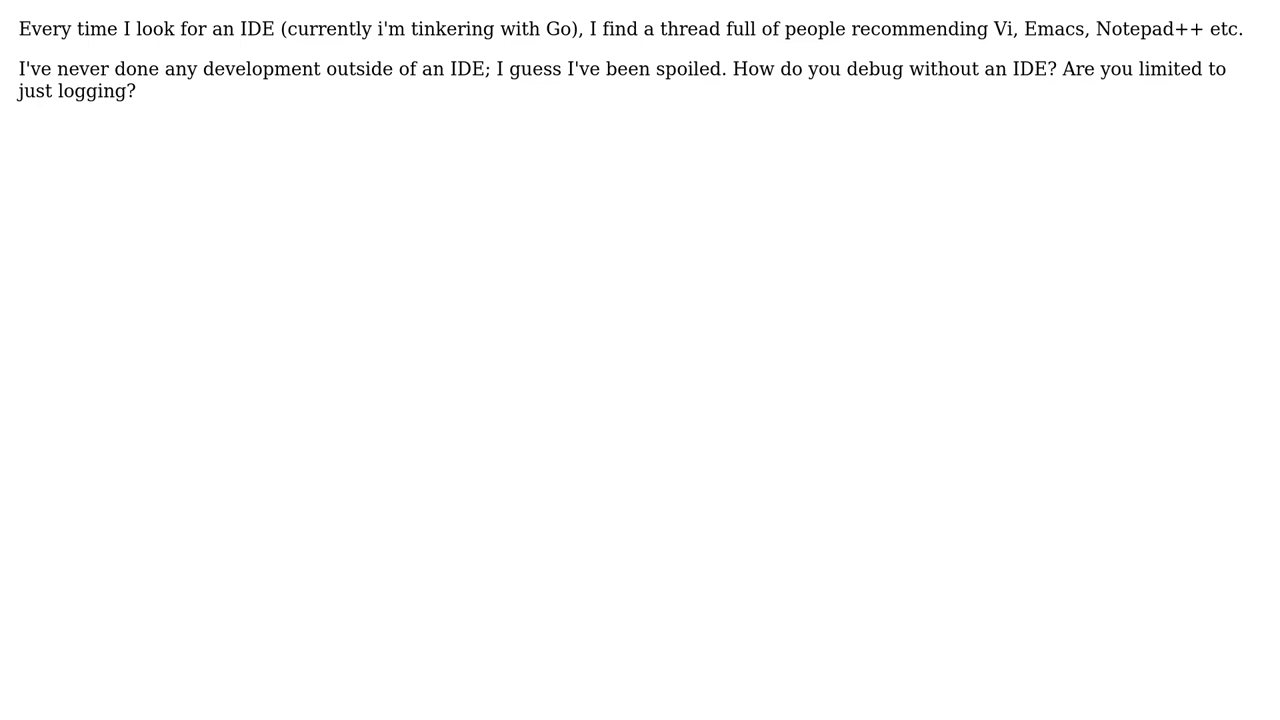 Every time I look for an IDE (currently i'm tinkering with Go), I find a thread full of people recommending Vi, Emacs, Notepad++ etc.
I've never done any development outside of an IDE; I guess I've been spoiled. How do you debug without an IDE? Are you limited to
just logging?